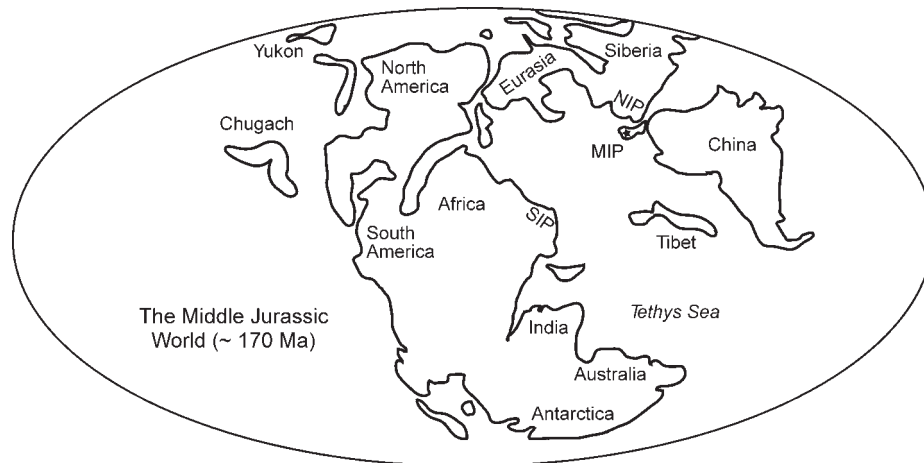 Yukon
North
America
Eurasia
Siberia
NIP
MIP
China
Chugach
Africa
SIP
South
America
Tibet
The Middle Jurassic
World (~ 170 Ma)
India
Tethys Sea
Australia
Antarctica